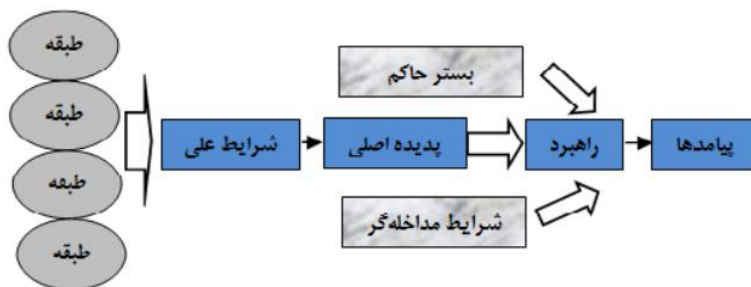 طبقه
طبقه
طبقه
طبقه
بستر حاکم
شرایط علی
پدیده اصلی
راهبرد
پیامدها
شرایط مداخله‌گر